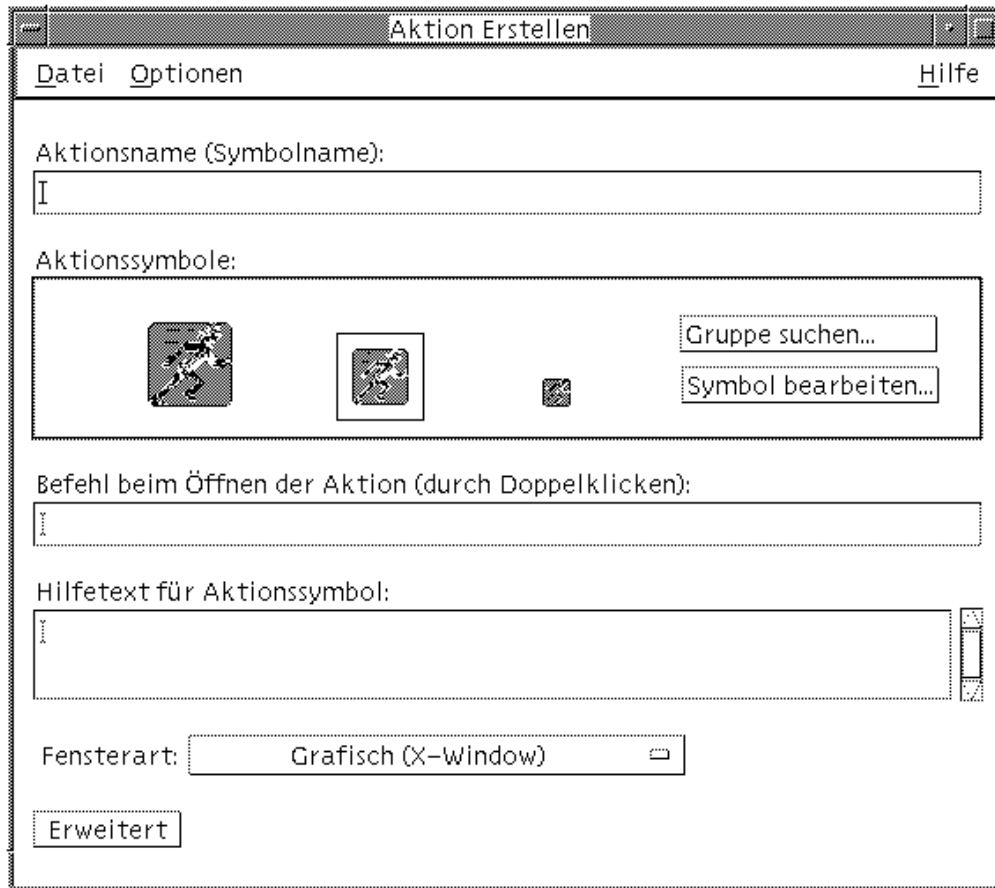 Aktion Erstellen
Datei Optionen Hilfe
Aktionsname (Symbolname):
Aktionssymbole:
Gruppe suchen...
Symbol bearbeiten...
Befehl beim Öffnen der Aktion (durch Doppelklicken):
Hilfetext für Aktionssymbol:
Fensterart: Grafisch (X-Window)
Erweitert